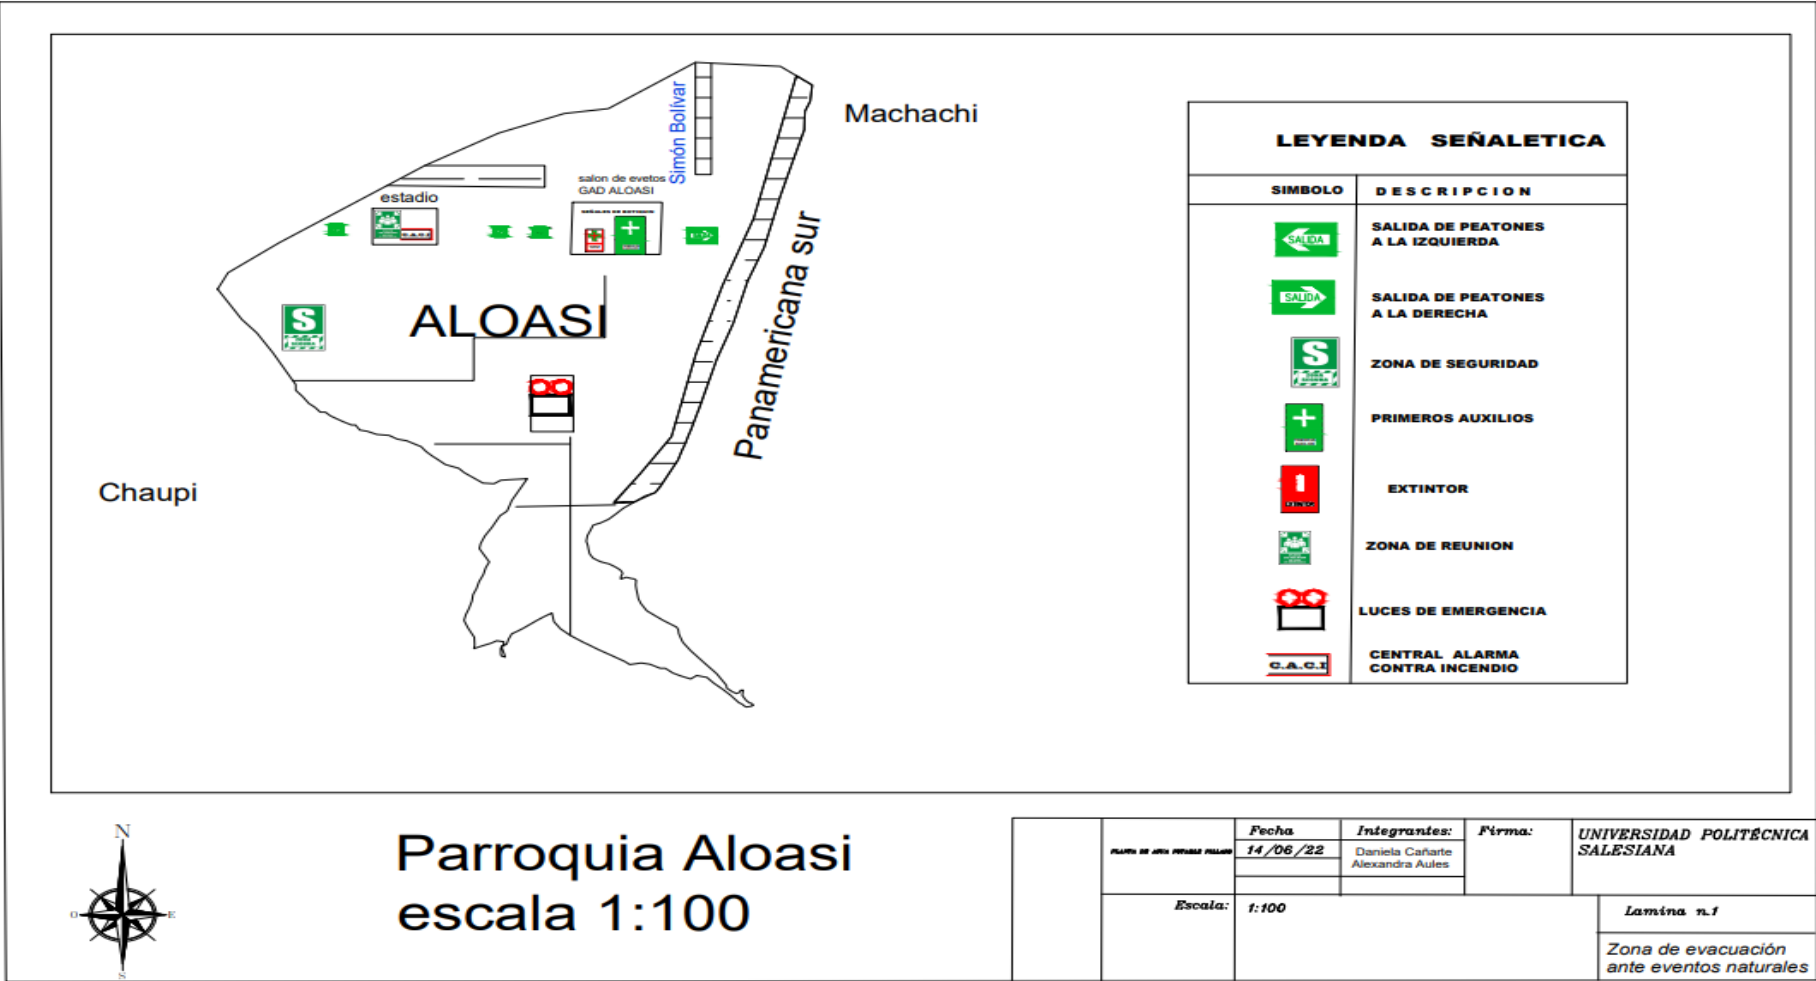 Machachi
Simón Bolívar
salon de evetos
GAD ALOASI
estadio
C.A.C.I
ALOASI
Panamericana sur
Chaupi
S
LEYENDA SEÑALETICA
SIMBOLO
DESCRIPCION
SALIDA
SALIDA DE PEATONES
A LA IZQUIERDA
SALIDA
SALIDA DE PEATONES
A LA DERECHA
S
ZONA DE SEGURIDAD
PRIMEROS AUXILIOS
EXTINTOR
ZONA DE REUNION
LUCES DE EMERGENCIA
C.A.C.I
CENTRAL ALARMA
CONTRA INCENDIO
N
O
E
S
Parroquia Aloasi
escala 1:100
Fecha
14/06/22
Integrantes:
Daniela Cañarte
Alexandra Aules
Firma:
UNIVERSIDAD POLITÉCNICA
SALESIANA
Escala:
1:100
Lamina n.1
Zona de evacuación
ante eventos naturales